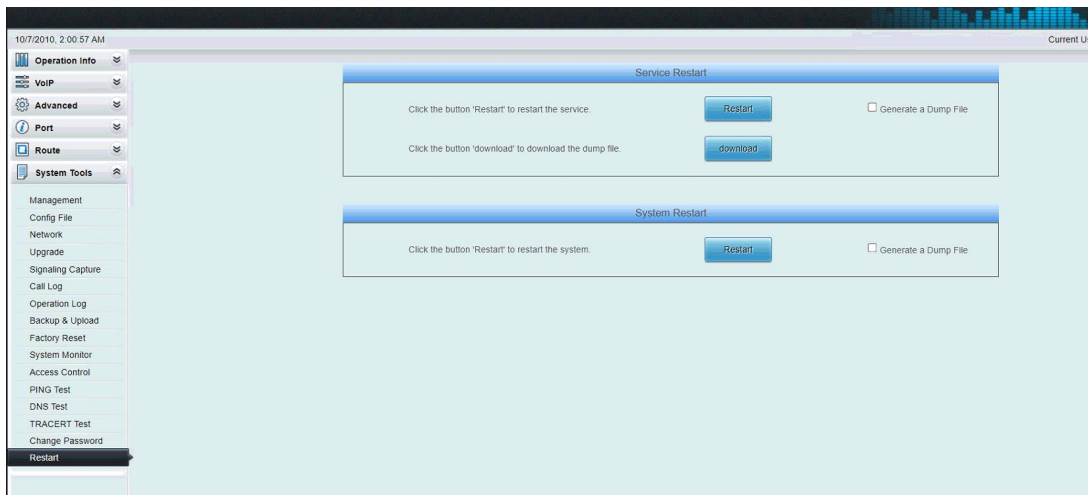 10/7/2010, 2:00:57 AM
Current U
Operation Info
VoIP
Advanced
Port
Route
System Tools
Management
Config File
Network
Upgrade
Signaling Capture
Call Log
Operation Log
Backup & Upload
Factory Reset
System Monitor
Access Control
PING Test
DNS Test
TRACERT Test
Change Password
Restart
Service Restart
Click the button 'Restart' to restart the service.
Restart
Generate a Dump File
Click the button 'download' to download the dump file.
download
System Restart
Click the button 'Restart' to restart the system.
Restart
Generate a Dump File